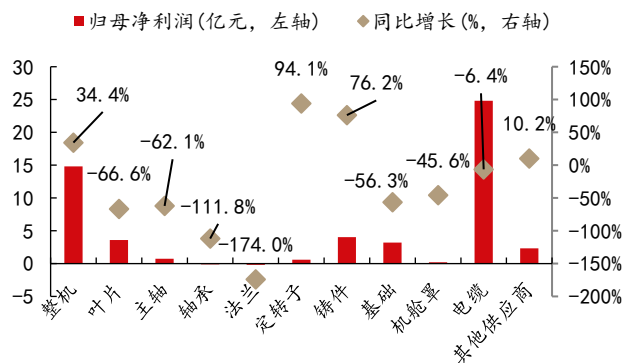 归母净利润(亿元, 左轴) 同比增长(%, 右轴)
30 150%
25 100%
20 50%
15 0%
10 -50%
5 -100%
0 -150%
-5 -200%
34.4%
-66.6%
-62.1%
-111.8%
-174.0%
94.1%
76.2%
-56.3%
-45.6%
-6.4%
10.2%
整机
叶片
主轴
轴承
法兰
定转子
铸件
基础
机舱罩
电缆
其他供应商